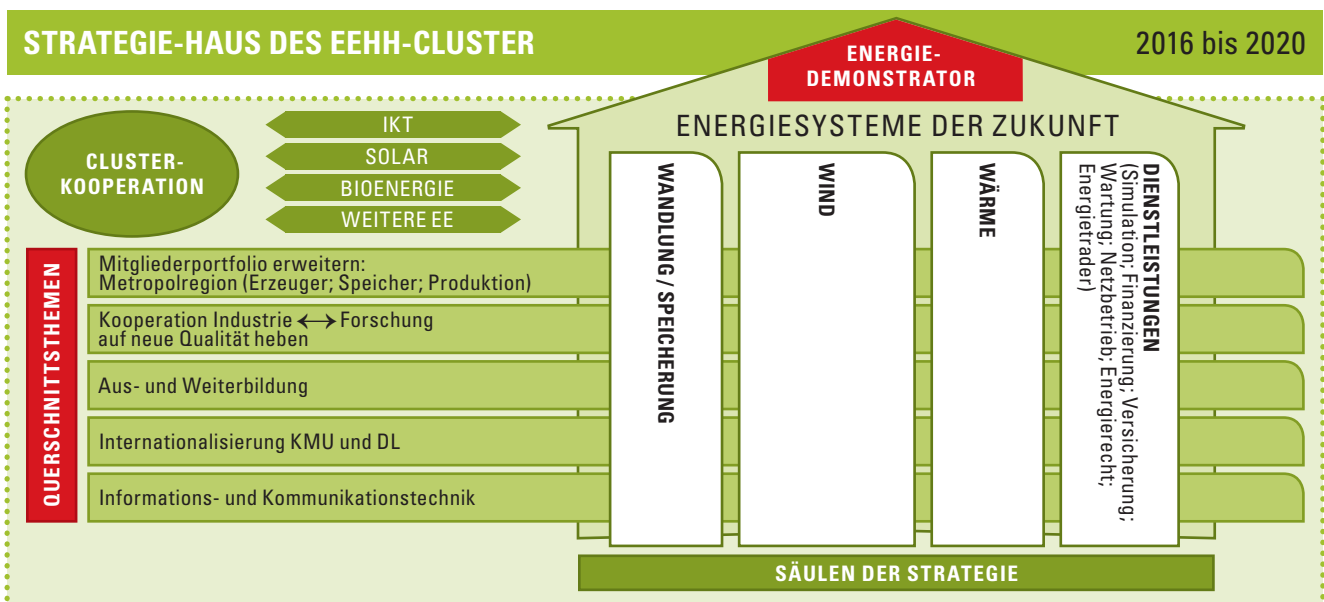 STRATEGIE-HAUS DES EEHH-CLUSTER
2016 bis 2020
ENERGIE-
DEMONSTRATOR
ENERGIESYSTEME DER ZUKUNFT
CLUSTER-
KOOPERATION
IKT
SOLAR
BIOENERGIE
WEITERE EE
QUERSCHNITTSTHEMEN
Mitgliederportfolio erweitern:
Metropolregion (Erzeuger; Speicher; Produktion)
Kooperation Industrie ⟷ Forschung
auf neue Qualität heben
Aus- und Weiterbildung
Internationalisierung KMU und DL
Informations- und Kommunikationstechnik
WANDLUNG / SPEICHERUNG
WIND
WÄRME
DIENSTLEISTUNGEN
(Simulation; Finanzierung; Versicherung;
Wartung; Netzbetrieb; Energierecht;
Energietrader)
SÄULEN DER STRATEGIE